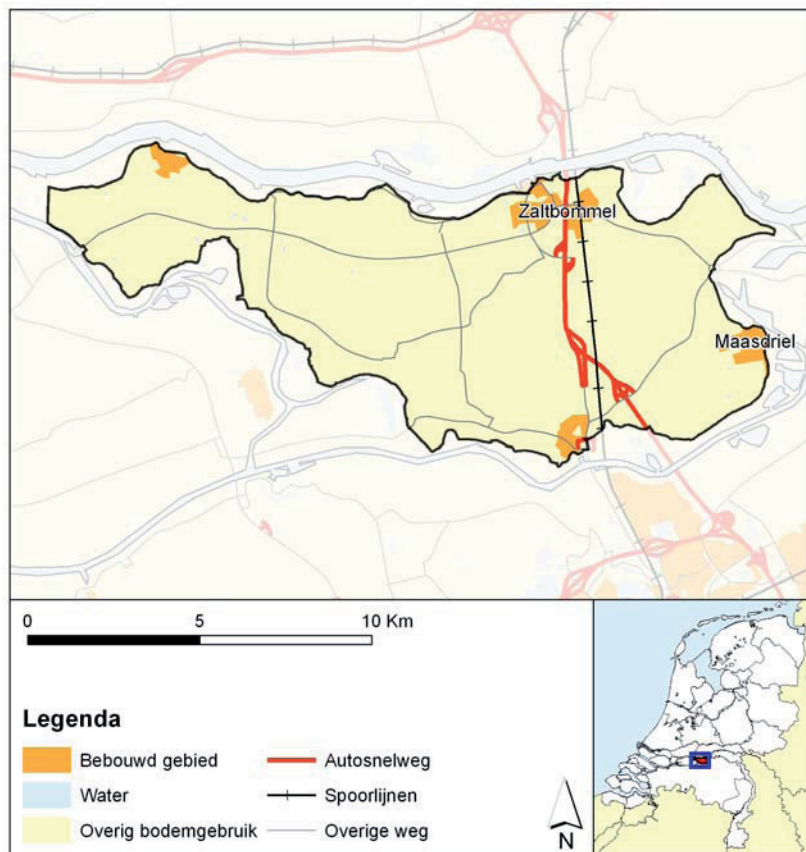 Zaltbommel
Maasdriel
0 5 10 Km
Legenda
Bebouwd gebied
Autosnelweg
Water
Spoorlijnen
Overig bodemgebruik
Overige weg
N